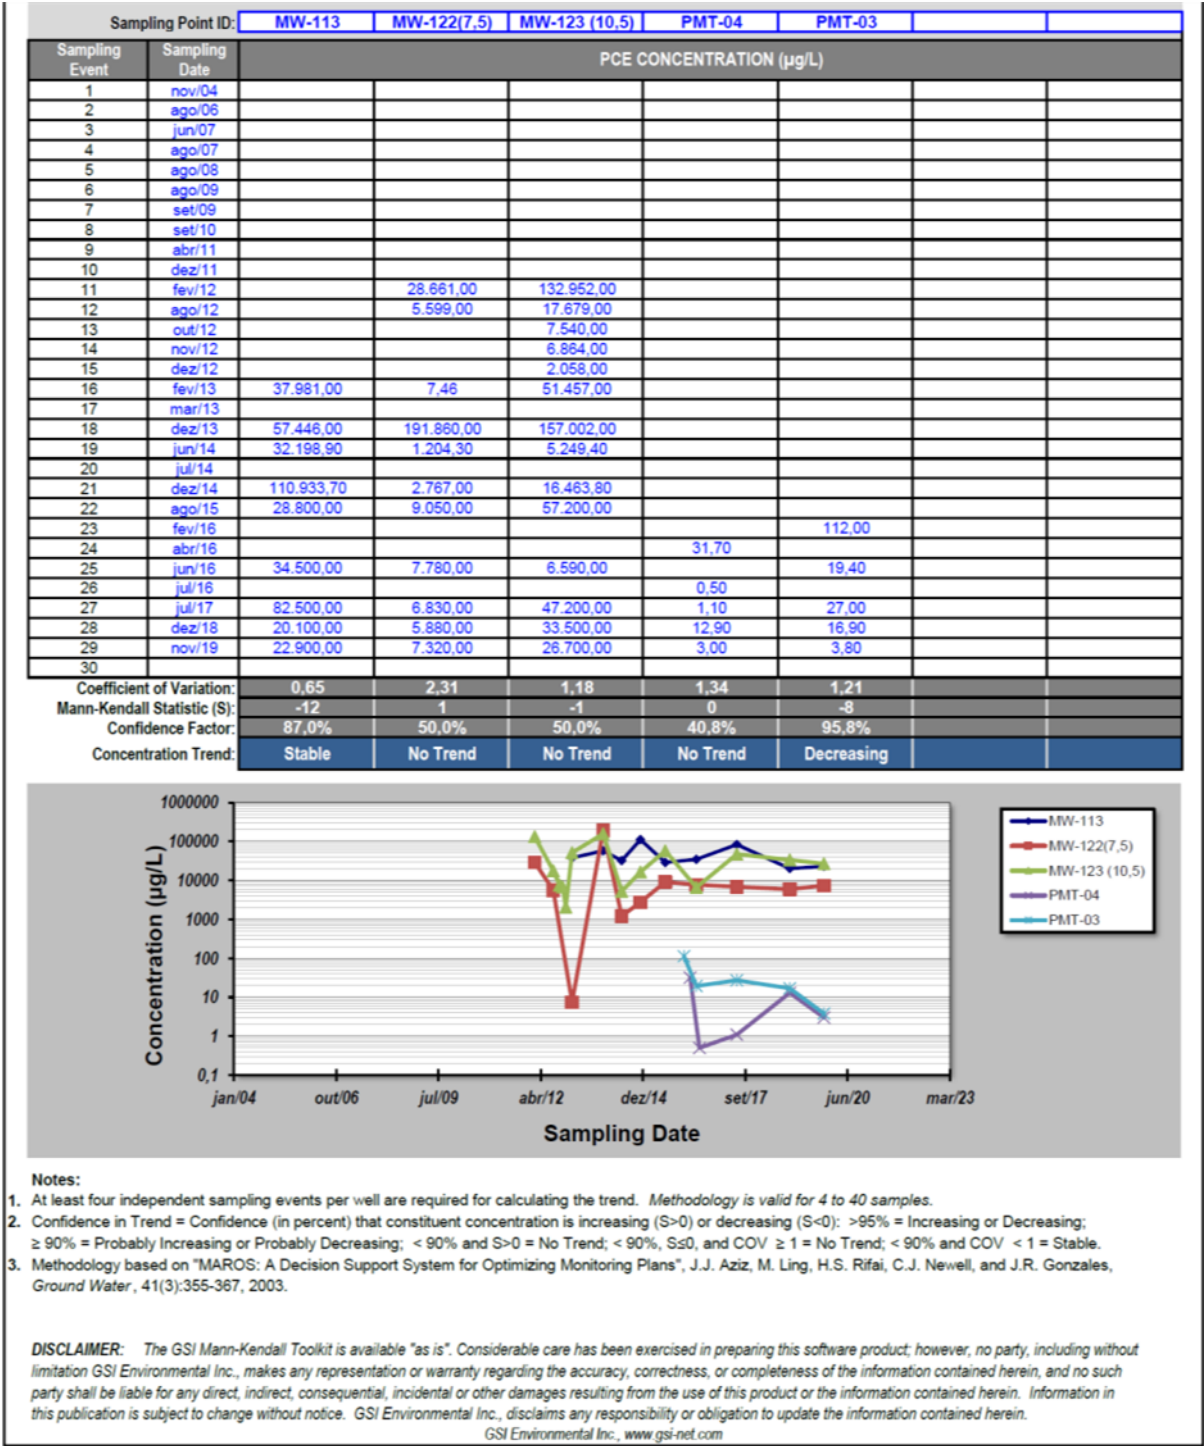 Sampling Point ID: MW-113 MW-122(7,5) MW-123 (10,5) PMT-04 PMT-03
Sampling Event Sampling Date PCE CONCENTRATION (µg/L)
1 nov/04
2 ago/06
3 jun/07
4 ago/07
5 ago/08
6 ago/09
7 set/09
8 set/10
9 abr/11
10 dez/11
11 fev/12 28.661,00 132.952,00
12 ago/12 5.599,00 17.679,00
13 out/12 7.540,00
14 nov/12 6.864,00
15 dez/12 2.058,00
16 fev/13 37.981,00 7,46 51.457,00
17 mar/13
18 dez/13 57.446,00 191.860,00 157.002,00
19 jun/14 32.198,90 1.204,30 5.249,40
20 jul/14
21 dez/14 110.933,70 2.767,00 16.463,80
22 ago/15 28.800,00 9.050,00 57.200,00
23 fev/16 112,00
24 abr/16 31,70
25 jun/16 34.500,00 7.780,00 6.590,00 19,40
26 jul/16 0,50
27 jul/17 82.500,00 6.830,00 47.200,00 1,10 27,00
28 dez/18 20.100,00 5.880,00 33.500,00 12,90 16,90
29 nov/19 22.900,00 7.320,00 26.700,00 3,00 3,80
30
Coefficient of Variation: 0,65 2,31 1,18 1,34 1,21
Mann-Kendall Statistic (S): -12 1 -1 0 -8
Confidence Factor: 87,0% 50,0% 50,0% 40,8% 95,8%
Concentration Trend: Stable No Trend No Trend No Trend Decreasing
Concentration (µg/L)
1000000
100000
10000
1000
100
10
1
0,1
jan/04 out/06 jul/09 abr/12 dez/14 set/17 jun/20 mar/23
Sampling Date
MW-113
MW-122(7,5)
MW-123 (10,5)
PMT-04
PMT-03
Notes:
1. At least four independent sampling events per well are required for calculating the trend. Methodology is valid for 4 to 40 samples.
2. Confidence in Trend = Confidence (in percent) that constituent concentration is increasing (S>0) or decreasing (S<0): >95% = Increasing or Decreasing;
≥ 90% = Probably Increasing or Probably Decreasing; < 90% and S>0 = No Trend; < 90%, S≤0, and COV ≥ 1 = No Trend; < 90% and COV < 1 = Stable.
3. Methodology based on "MAROS: A Decision Support System for Optimizing Monitoring Plans", J.J. Aziz, M. Ling, H.S. Rifai, C.J. Newell, and J.R. Gonzales,
Ground Water, 41(3):355-367, 2003.
DISCLAIMER: The GSI Mann-Kendall Toolkit is available "as is". Considerable care has been exercised in preparing this software product; however, no party, including without
limitation GSI Environmental Inc., makes any representation or warranty regarding the accuracy, correctness, or completeness of the information contained herein, and no such
party shall be liable for any direct, indirect, consequential, incidental or other damages resulting from the use of this product or the information contained herein. Information in
this publication is subject to change without notice. GSI Environmental Inc., disclaims any responsibility or obligation to update the information contained herein.
GSI Environmental Inc., www.gsi-net.com